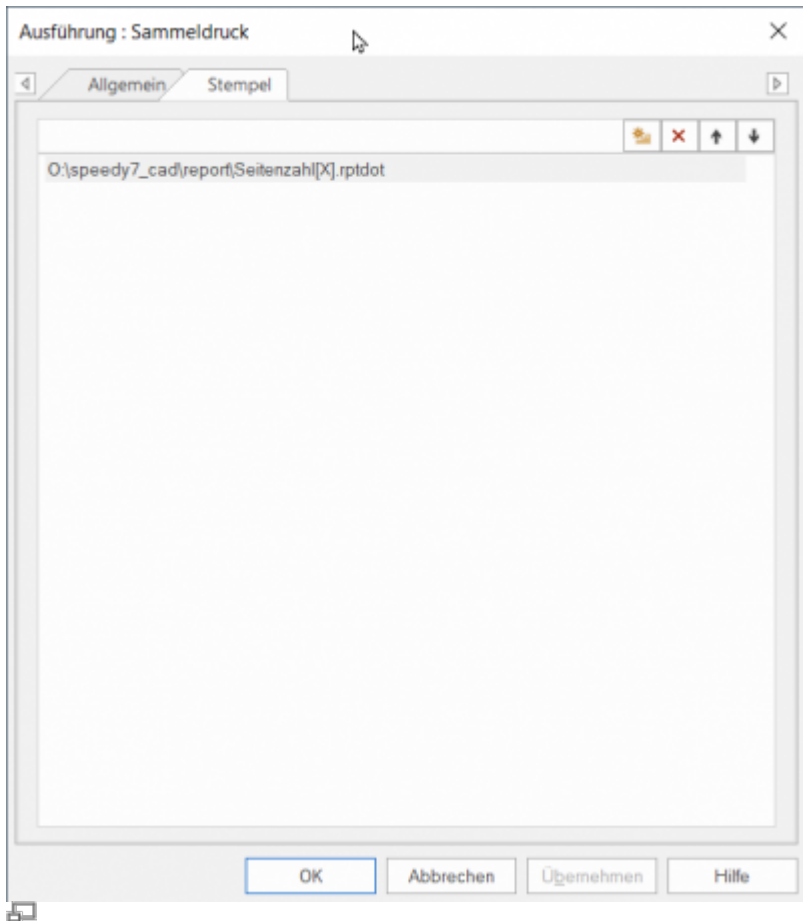 Ausführung : Sammeldruck
Allgemein Stempel
O:\speedy7_cad\report\Seitenzahl[X].rptdot
OK Abbrechen Übernehmen Hilfe